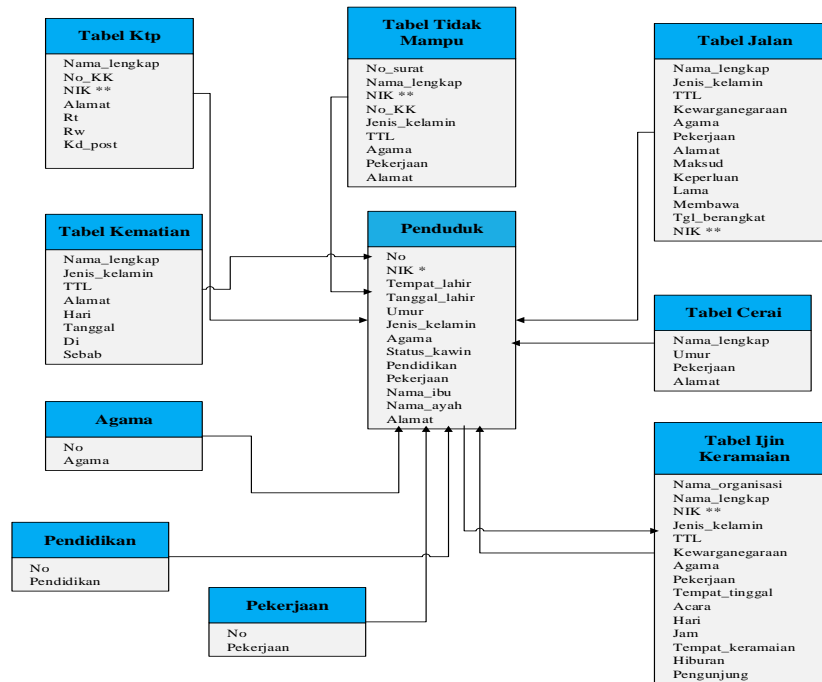 Tabel Ktp
Nama_lengkap
No_KK
NIK **
Alamat
Rt
Rw
Kd_post
Tabel Tidak
Mampu
No_surat
Nama_lengkap
NIK **
No_KK
Jenis_kelamin
TTL
Agama
Pekerjaan
Alamat
Tabel Jalan
Nama_lengkap
Jenis_kelamin
TTL
Kewarganegaraan
Agama
Pekerjaan
Alamat
Maksud
Keperluan
Lama
Membawa
Tgl_berangkat
NIK **
Tabel Kematian
Nama_lengkap
Jenis_kelamin
TTL
Alamat
Hari
Tanggal
Di
Sebab
Penduduk
No
NIK *
Tempat_lahir
Tanggal_lahir
Umur
Jenis_kelamin
Agama
Status_kawin
Pendidikan
Pekerjaan
Nama_ibu
Nama_ayah
Alamat
Tabel Cerai
Nama_lengkap
Umur
Pekerjaan
Alamat
Agama
No
Agama
Tabel Ijin
Keramaian
Nama_organisasi
Nama_lengkap
NIK **
Jenis_kelamin
TTL
Kewarganegaraan
Agama
Pekerjaan
Tempat_tinggal
Acara
Hari
Jam
Tempat_keramaian
Hiburan
Pengunjung
Pendidikan
No
Pendidikan
Pekerjaan
No
Pekerjaan